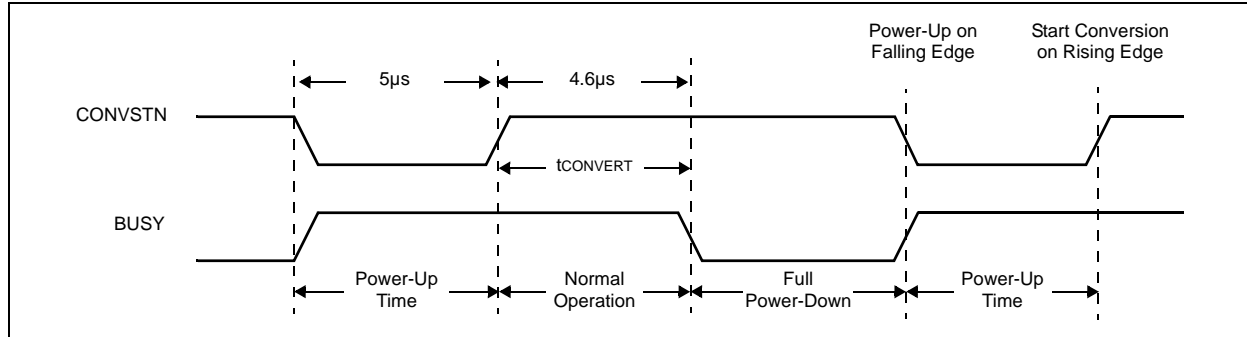 Power-Up on
Falling Edge
Start Conversion
on Rising Edge
5µs
4.6µs
CONVSTN
tCONVERT
BUSY
Power-Up
Time
Normal
Operation
Full
Power-Down
Power-Up
Time